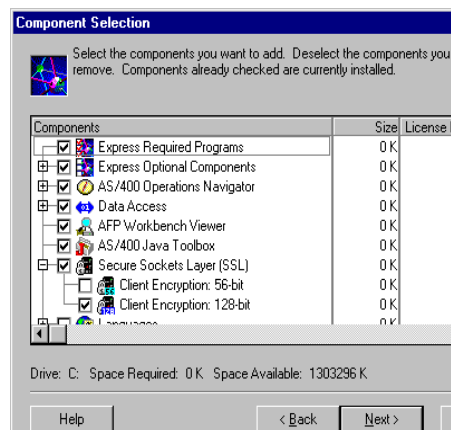 Component Selection
Select the components you want to add. Deselect the components you
remove. Components already checked are currently installed.
Components Size License
Express Required Programs 0 K
Express Optional Components 0 K
AS/400 Operations Navigator 0 K
Data Access 0 K
AFP Workbench Viewer 0 K
AS/400 Java Toolbox 0 K
Secure Sockets Layer (SSL) 0 K
Client Encryption: 56-bit 0 K
Client Encryption: 128-bit 0 K
Languages 0 K
Drive: C: Space Required: 0 K Space Available: 1303296 K
Help < Back Next >